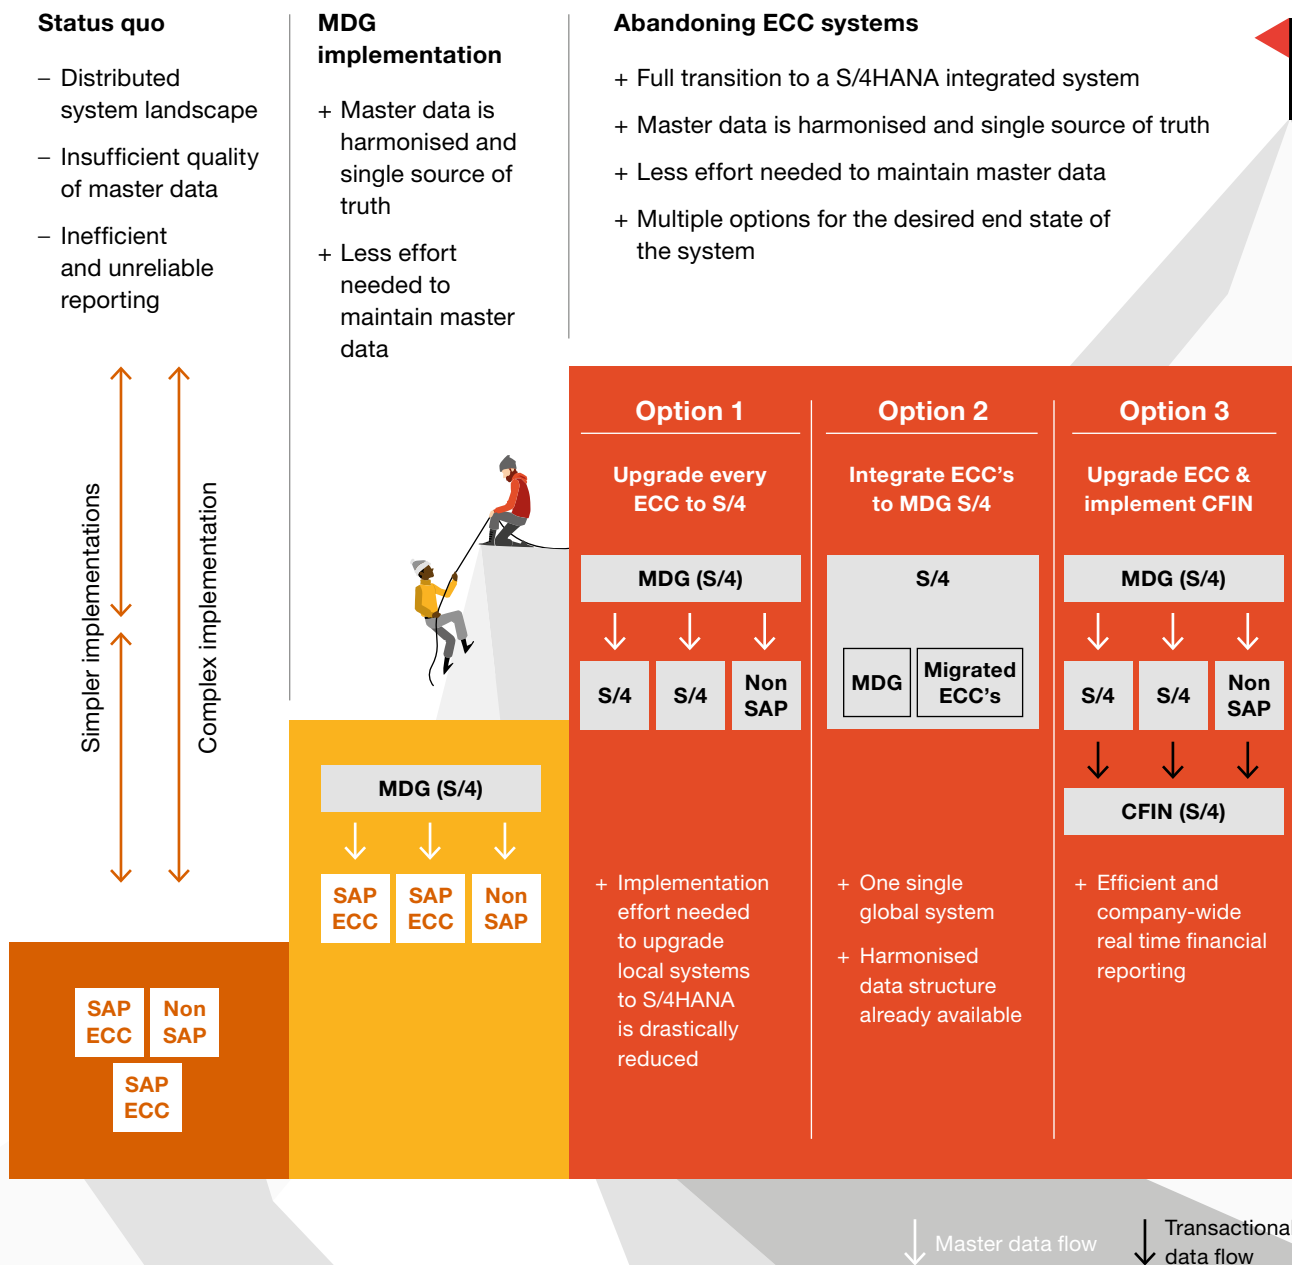 Status quo
– Distributed
system landscape
– Insufficient quality
of master data
– Inefficient
and unreliable
reporting
MDG
implementation
+ Master data is
harmonised and
single source of
truth
+ Less effort
needed to
maintain master
data
Abandoning ECC systems
+ Full transition to a S/4HANA integrated system
+ Master data is harmonised and single source of truth
+ Less effort needed to maintain master data
+ Multiple options for the desired end state of
the system
Simpler implementations
Complex implementation
SAP
ECC
Non
SAP
SAP
ECC
MDG (S/4)
SAP
ECC
SAP
ECC
Non
SAP
Option 1
Upgrade every
ECC to S/4
MDG (S/4)
S/4
S/4
Non
SAP
+ Implementation
effort needed
to upgrade
local systems
to S/4HANA
is drastically
reduced
Option 2
Integrate ECC's
to MDG S/4
S/4
MDG
Migrated
ECC's
+ One single
global system
+ Harmonised
data structure
already available
Option 3
Upgrade ECC &
implement CFIN
MDG (S/4)
S/4
S/4
Non
SAP
CFIN (S/4)
+ Efficient and
company-wide
real time financial
reporting
Master data flow
Transactional
data flow